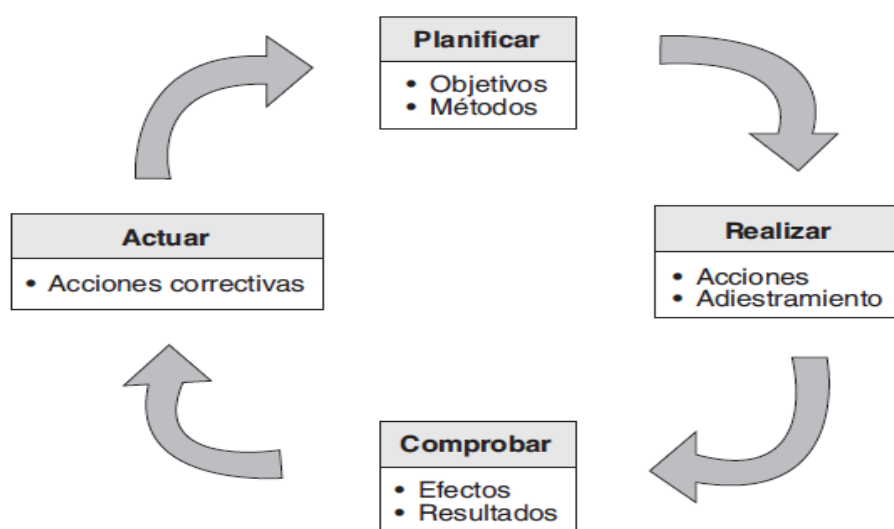 Planificar
• Objetivos
• Métodos
Realizar
• Acciones
• Adiestramiento
Comprobar
• Efectos
• Resultados
Actuar
• Acciones correctivas